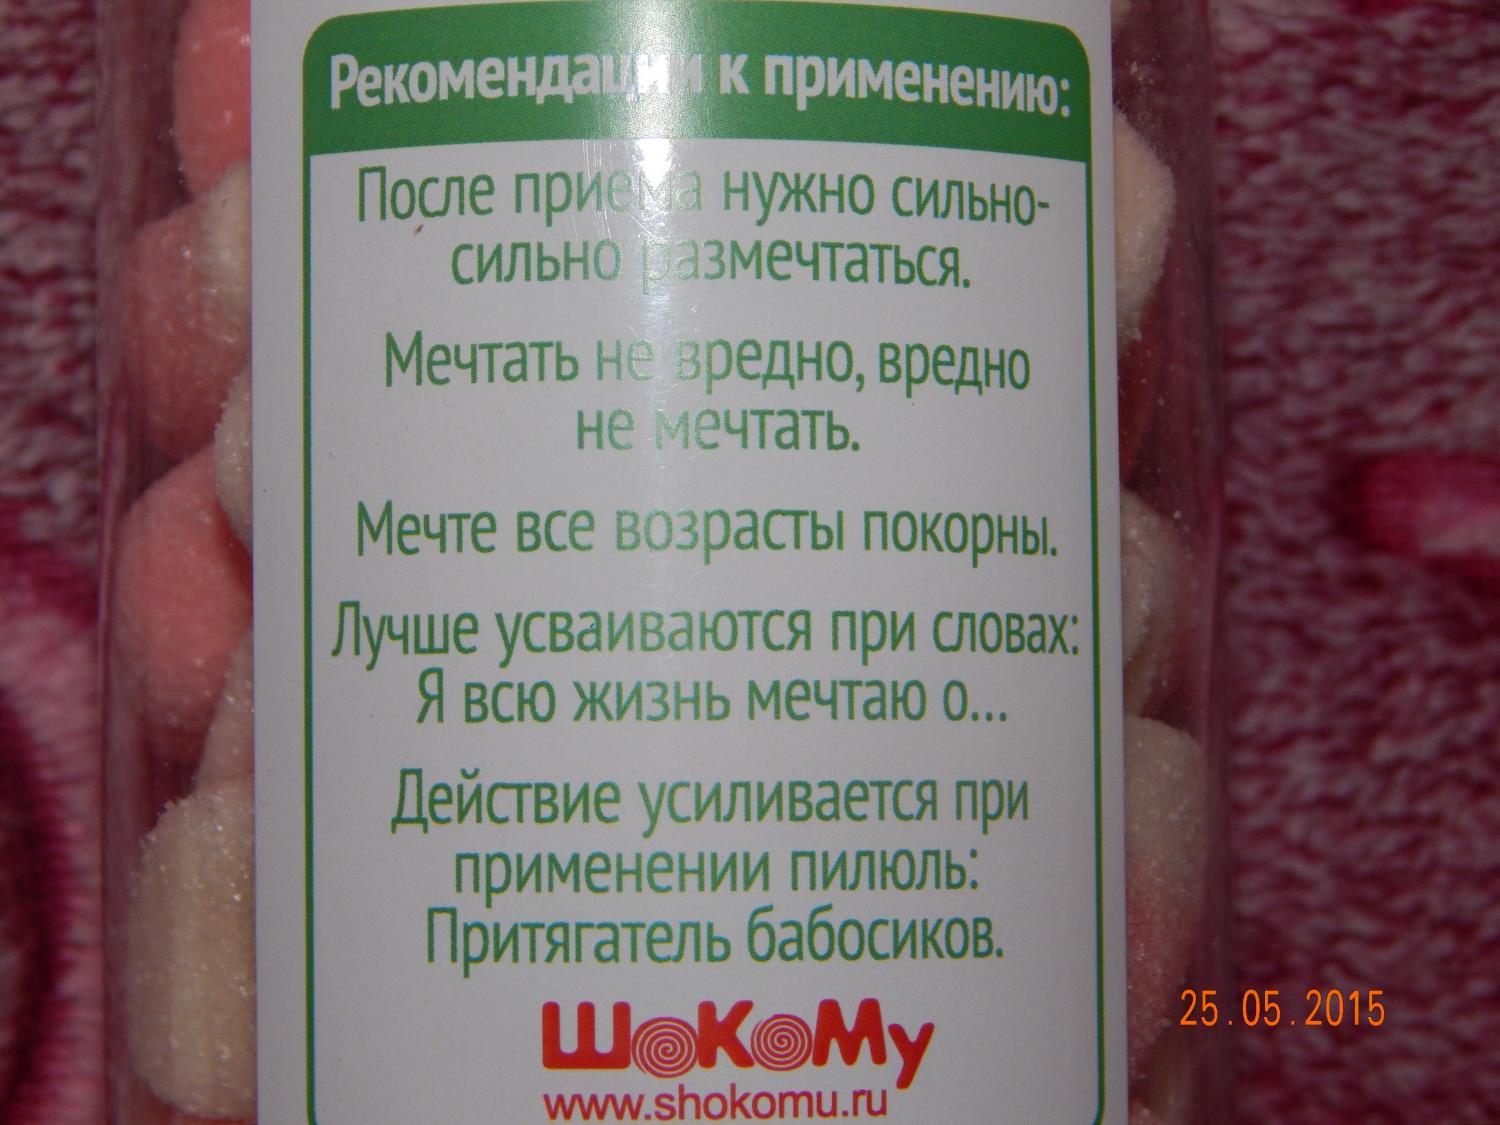 Рекомендации к применению:
После приема нужно сильно-
сильно размечтаться.
Мечтать не вредно, вредно
не мечтать.
Мечте все возрасты покорны.
Лучше усваиваются при словах:
Я всю жизнь мечтаю о...
Действие усиливается при
применении пилюль:
Притягатель бабосиков.
ШоКоМу
www.shokomu.ru
25.05.2015